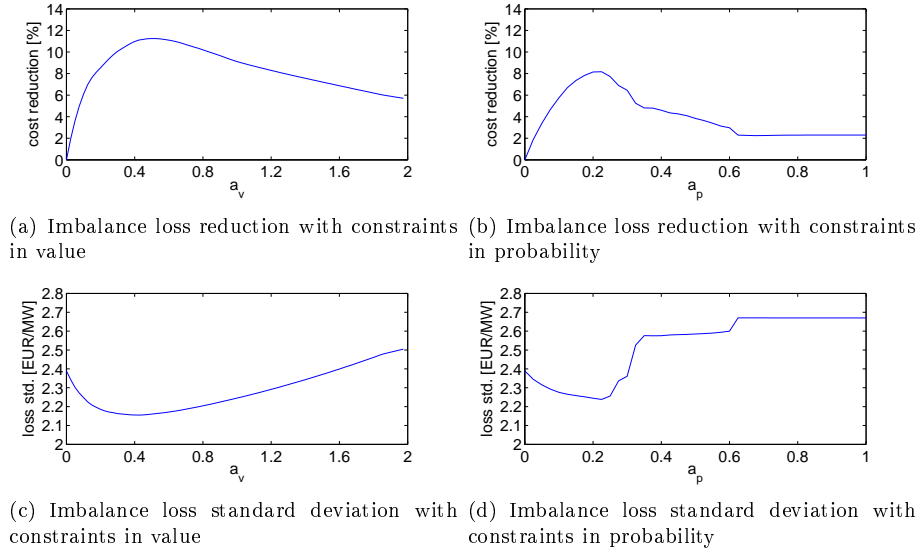 14
12
10
8
6
4
2
0
cost reduction [%]
0 0.4 0.8 1.2 1.6 2
a_v
14
12
10
8
6
4
2
0
cost reduction [%]
0 0.2 0.4 0.6 0.8 1
a_p
(a) Imbalance loss reduction with constraints
in value
(b) Imbalance loss reduction with constraints
in probability
2.8
2.7
2.6
2.5
2.4
2.3
2.2
2.1
2
loss std. [EUR/MW]
0 0.4 0.8 1.2 1.6 2
a_v
2.8
2.7
2.6
2.5
2.4
2.3
2.2
2.1
2
loss std. [EUR/MW]
0 0.2 0.4 0.6 0.8 1
a_p
(c) Imbalance loss standard deviation with
constraints in value
(d) Imbalance loss standard deviation with
constraints in probability